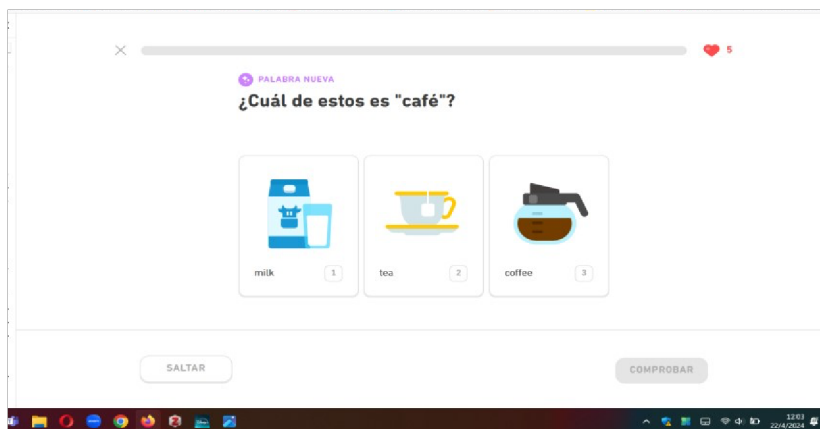 5
PALABRA NUEVA
¿Cuál de estos es "café"?
milk 1
tea 2
coffee 3
SALTAR
COMPROBAR
12:03
22/4/2024